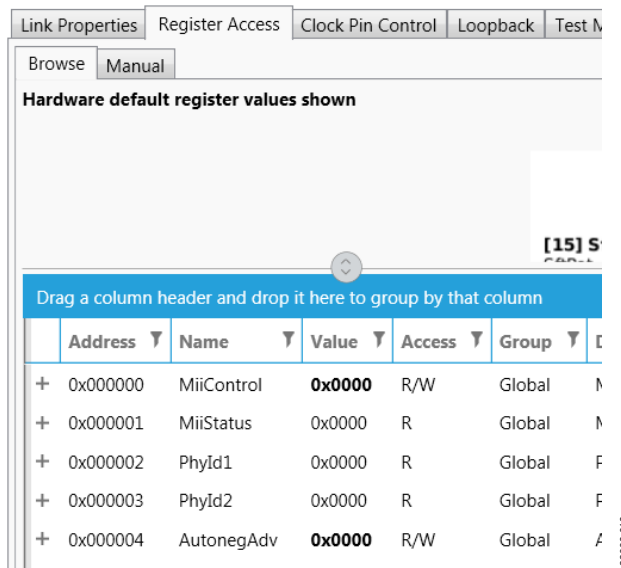 Link Properties Register Access Clock Pin Control Loopback Test M
Browse Manual
Hardware default register values shown
[15] S
Drag a column header and drop it here to group by that column
Address Name Value Access Group D
0x000000 MiiControl 0x0000 R/W Global M
0x000001 MiiStatus 0x0000 R Global M
0x000002 PhyId1 0x0000 R Global P
0x000003 PhyId2 0x0000 R Global P
0x000004 AutonegAdv 0x0000 R/W Global A